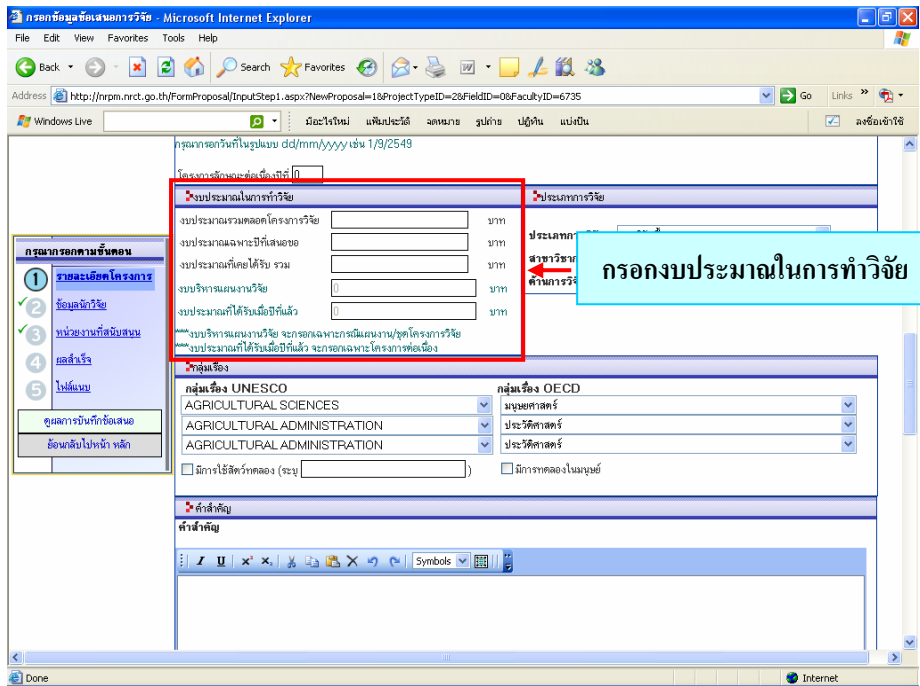 กรอกข้อมูลข้อเสนอการวิจัย - Microsoft Internet Explorer
File Edit View Favorites Tools Help
Back Search Favorites
Address http://nrpm.nrct.go.th/FormProposal/InputStep1.aspx?NewProposal=1&ProjectTypeID=2&FieldID=0&FacultyID=6735 Go Links
Windows Live มีอะไรใหม่ แฟ้มประวัติ จดหมาย รูปถ่าย ปฏิทิน แบ่งปัน ลงชื่อเข้าใช้
กรุณากรอกวันที่ในรูปแบบ dd/mm/yyyy เช่น 1/9/2549
โครงการลักษณะต่อเนื่องปีที่ 0
งบประมาณในการทำวิจัย
ประเภทการวิจัย
งบประมาณรวมตลอดโครงการวิจัย บาท
งบประมาณเฉพาะปีที่เสนอขอ บาท
งบประมาณที่เคยได้รับ รวม บาท
งบบริหารแผนงานวิจัย 0 บาท
งบประมาณที่ได้รับเมื่อปีที่แล้ว 0 บาท
***งบบริหารแผนงานวิจัย จะกรอกเฉพาะกรณีแผนงาน/ชุดโครงการวิจัย
***งบประมาณที่ได้รับเมื่อปีที่แล้ว จะกรอกเฉพาะโครงการต่อเนื่อง
กรอกงบประมาณในการทำวิจัย
กรุณากรอกตามขั้นตอน
1 รายละเอียดโครงการ
2 ข้อมูลนักวิจัย
3 หน่วยงานที่สนับสนุน
4 ผลสำเร็จ
5 ไฟล์แนบ
ดูผลการบันทึกข้อเสนอ
ย้อนกลับไปหน้า หลัก
กลุ่มเรื่อง
กลุ่มเรื่อง UNESCO กลุ่มเรื่อง OECD
AGRICULTURAL SCIENCES มนุษยศาสตร์
AGRICULTURAL ADMINISTRATION ประวัติศาสตร์
AGRICULTURAL ADMINISTRATION ประวัติศาสตร์
มีการใช้สัตว์ทดลอง (ระบุ ) มีการทดลองในมนุษย์
คำสำคัญ
คำสำคัญ
I U x² x₂ Symbols
Done Internet